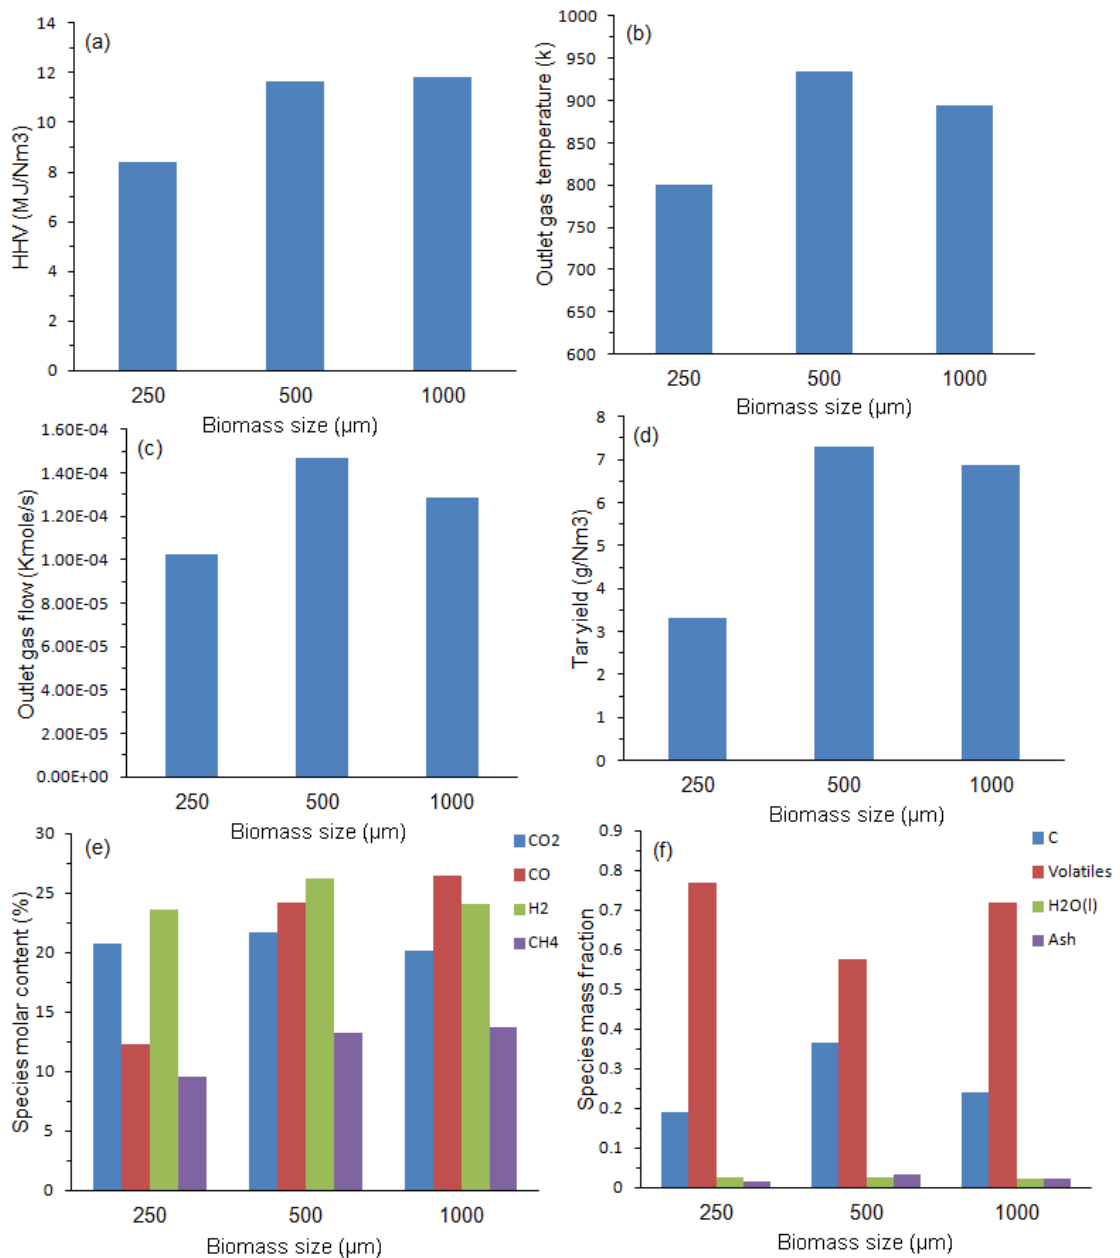 (a)
HHV (MJ/Nm3)
14
12
10
8
6
4
2
0
250 500 1000
Biomass size (µm)
(b)
Outlet gas temperature (k)
1000
950
900
850
800
750
700
650
600
250 500 1000
Biomass size (µm)
(c)
Outlet gas flow (Kmole/s)
1.60E-04
1.40E-04
1.20E-04
1.00E-04
8.00E-05
6.00E-05
4.00E-05
2.00E-05
0.00E+00
250 500 1000
Biomass size (µm)
(d)
Tar yield (g/Nm3)
8
7
6
5
4
3
2
1
0
250 500 1000
Biomass size (µm)
(e)
Species molar content (%)
30
25
20
15
10
5
0
CO2
CO
H2
CH4
250 500 1000
Biomass size (µm)
(f)
Species mass fraction
0.9
0.8
0.7
0.6
0.5
0.4
0.3
0.2
0.1
0
C
Volatiles
H2O(l)
Ash
250 500 1000
Biomass size (µm)